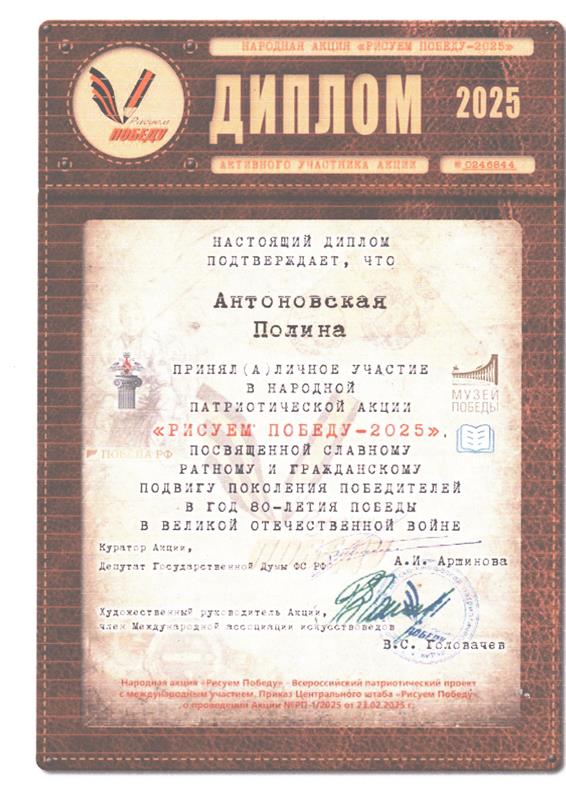 НАРОДНАЯ АКЦИЯ «РИСУЕМ ПОБЕДУ-2025»
Рисуем
ПОБЕДУ
ДИПЛОМ 2025
АКТИВНОГО УЧАСТНИКА АКЦИИ
№ 0246844
НАСТОЯЩИЙ ДИПЛОМ
ПОДТВЕРЖДАЕТ, ЧТО
Антоновская
Полина
ПРИНЯЛ(А) ЛИЧНОЕ УЧАСТИЕ
В НАРОДНОЙ
ПАТРИОТИЧЕСКОЙ АКЦИИ
«РИСУЕМ ПОБЕДУ-2025»,
ПОСВЯЩЕННОЙ СЛАВНОМУ
РАТНОМУ И ГРАЖДАНСКОМУ
ПОДВИГУ ПОКОЛЕНИЯ ПОБЕДИТЕЛЕЙ
В ГОД 80-ЛЕТИЯ ПОБЕДЫ
В ВЕЛИКОЙ ОТЕЧЕСТВЕННОЙ ВОЙНЕ
МУЗЕЙ
ПОБЕДЫ
ПОБЕДА РФ
Куратор Акции,
Депутат Государственной Думы ФС РФ
А.И. Аршинова
Художественный руководитель Акции,
член Международной ассоциации искусствоведов
В.С. Головачев
ПОБЕДУ
Народная акция «Рисуем Победу» - Всероссийский патриотический проект
с международным участием. Приказ Центрального штаба «Рисуем Победу»
о проведении Акции №РП-1/2025 от 21.02.2025 г.